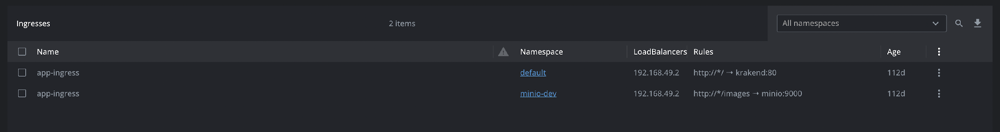 Ingresses 2 items All namespaces
Name Namespace LoadBalancers Rules Age
app-ingress default 192.168.49.2 http://*/ ⇢ krakend:80 112d
app-ingress minio-dev 192.168.49.2 http://*/images ⇢ minio:9000 112d